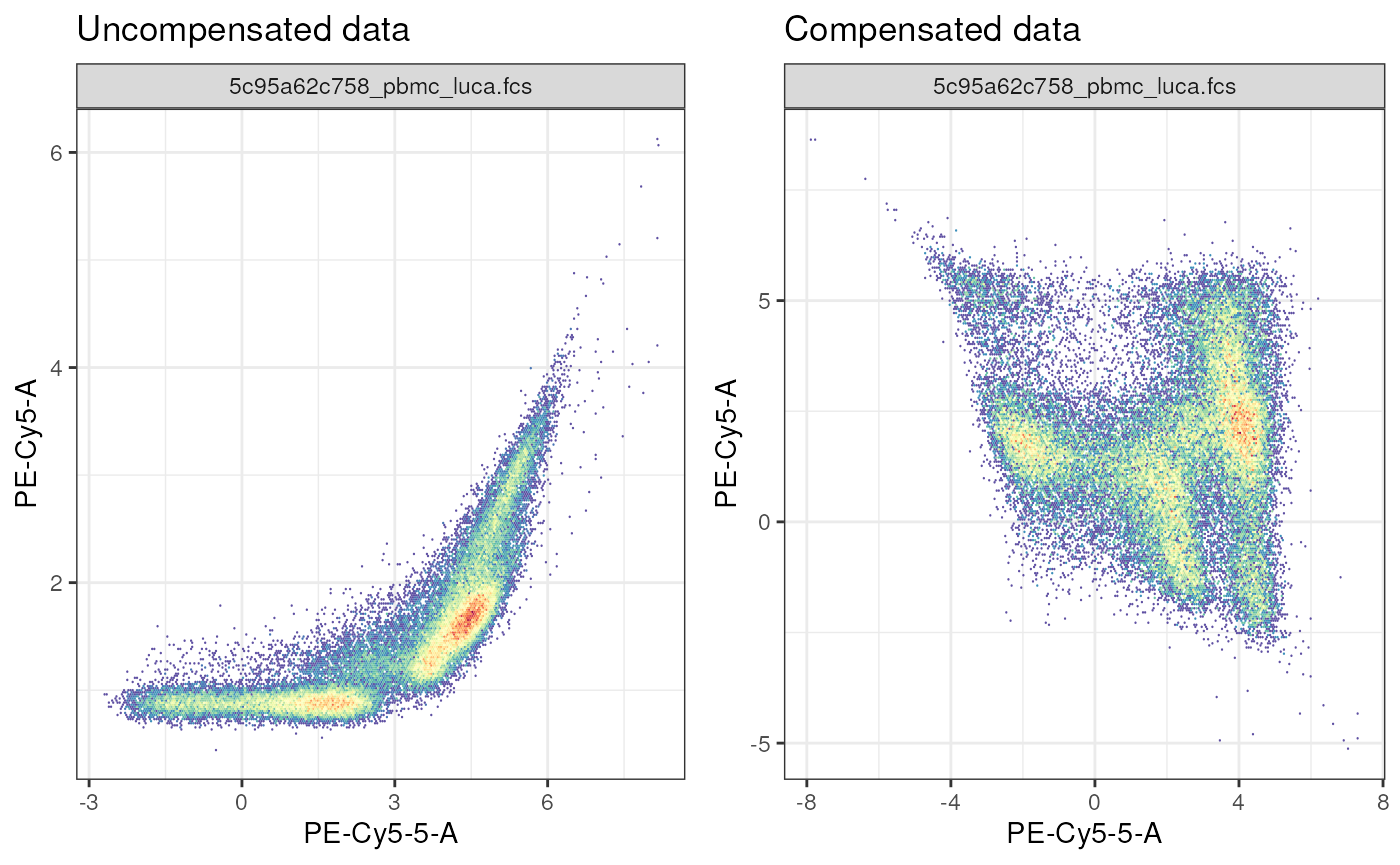 Uncompensated data
5c95a62c758_pbmc_luca.fcs
6
4
2
PE-Cy5-A
-3 0 3 6
PE-Cy5-5-A
Compensated data
5c95a62c758_pbmc_luca.fcs
5
0
-5
PE-Cy5-A
-8 -4 0 4 8
PE-Cy5-5-A